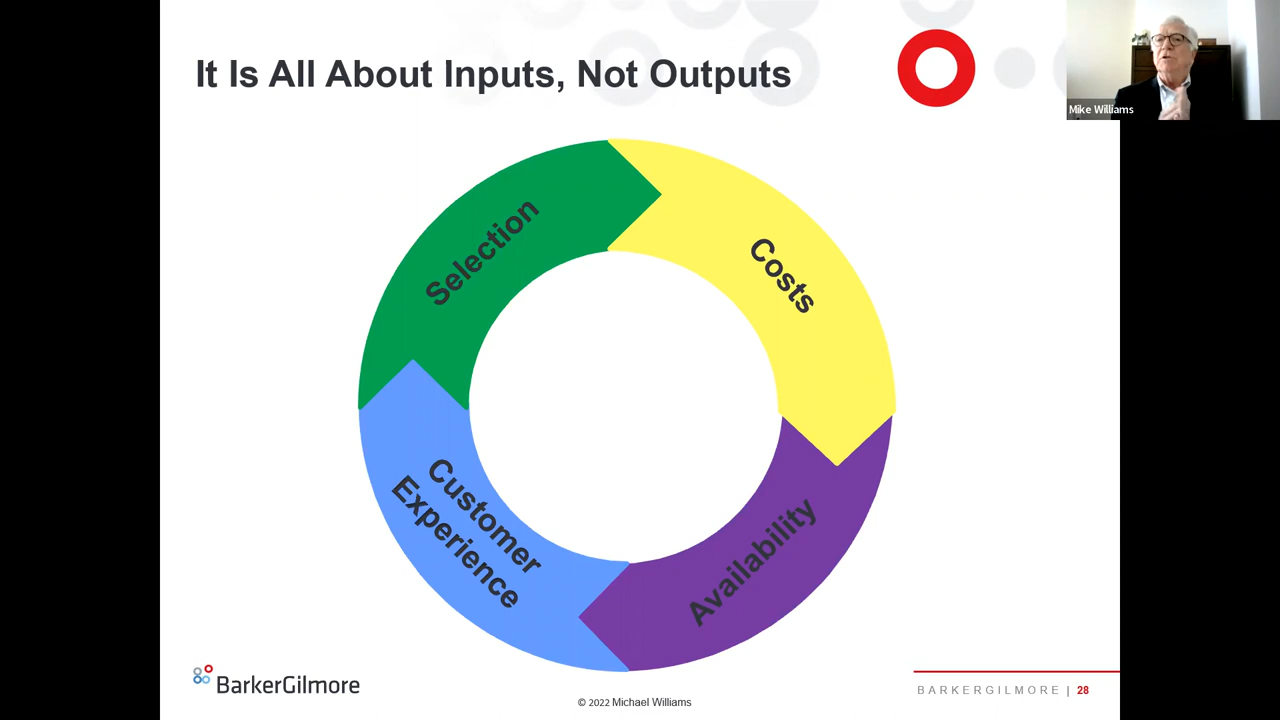 It Is All About Inputs, Not Outputs
Mike Williams
Selection
Costs
Customer
Experience
Availability
BarkerGilmore
© 2022 Michael Williams
BARKERGILMORE | 28